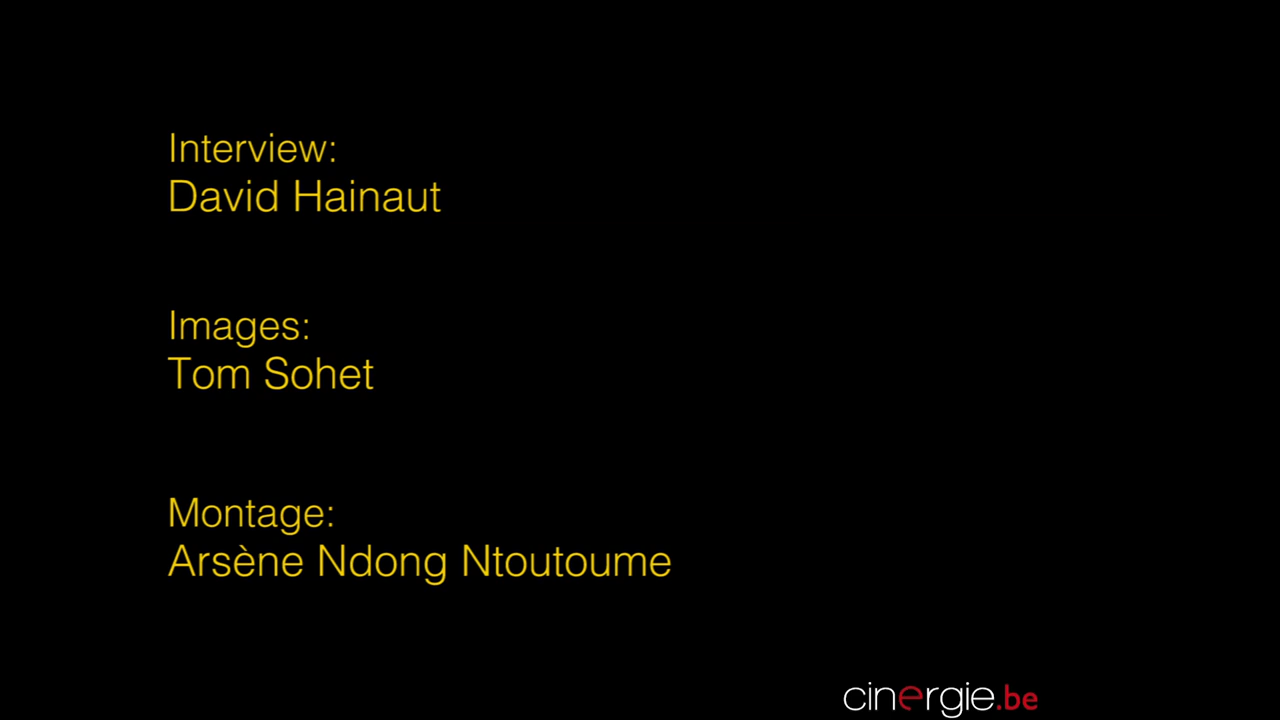 Interview:
David Hainaut
Images:
Tom Sohet
Montage:
Arsène Ndong Ntoutoume
cinergie.be